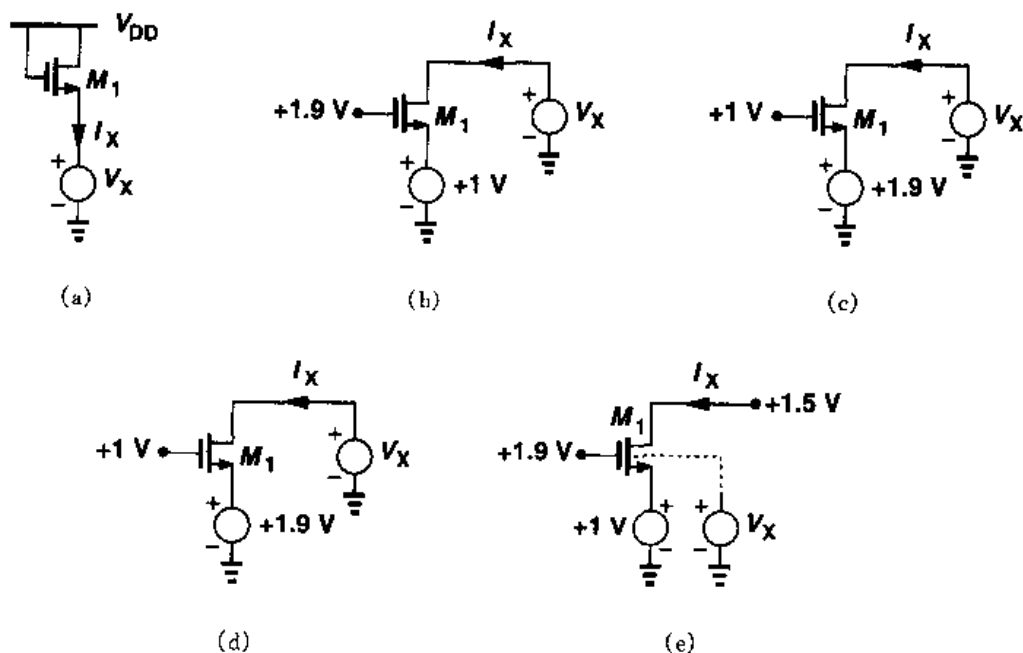 V_DD
M_1
I_X
+
V_X
−
(a)
I_X
+1.9 V
M_1
+
V_X
−
+
+1 V
−
(b)
I_X
+1 V
M_1
+
V_X
−
+
+1.9 V
−
(c)
I_X
+1 V
M_1
+
V_X
−
+
+1.9 V
−
(d)
I_X
M_1
+1.5 V
+1.9 V
+1 V
+
−
+
V_X
−
(e)